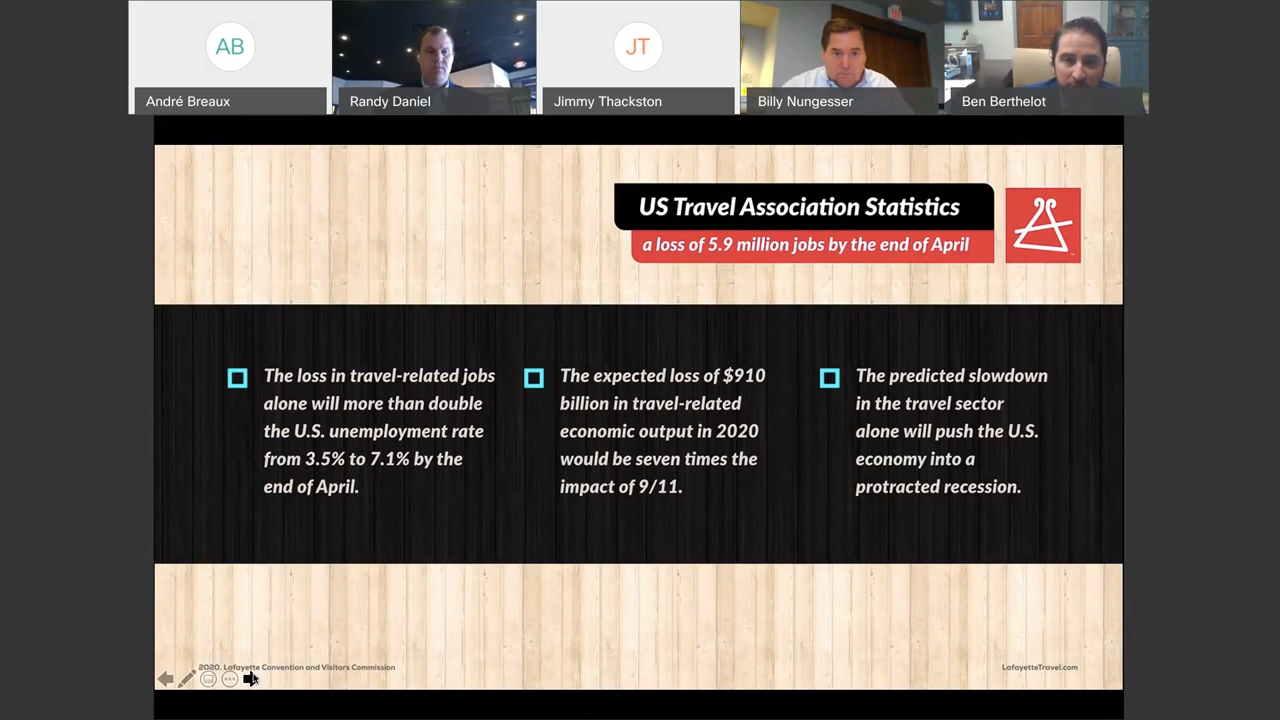 AB
JT
André Breaux
Randy Daniel
Jimmy Thackston
Billy Nungesser
Ben Berthelot
US Travel Association Statistics
a loss of 5.9 million jobs by the end of April
The loss in travel-related jobs
alone will more than double
the U.S. unemployment rate
from 3.5% to 7.1% by the
end of April.
The expected loss of $910
billion in travel-related
economic output in 2020
would be seven times the
impact of 9/11.
The predicted slowdown
in the travel sector
alone will push the U.S.
economy into a
protracted recession.
2020. Lafayette Convention and Visitors Commission
LafayetteTravel.com